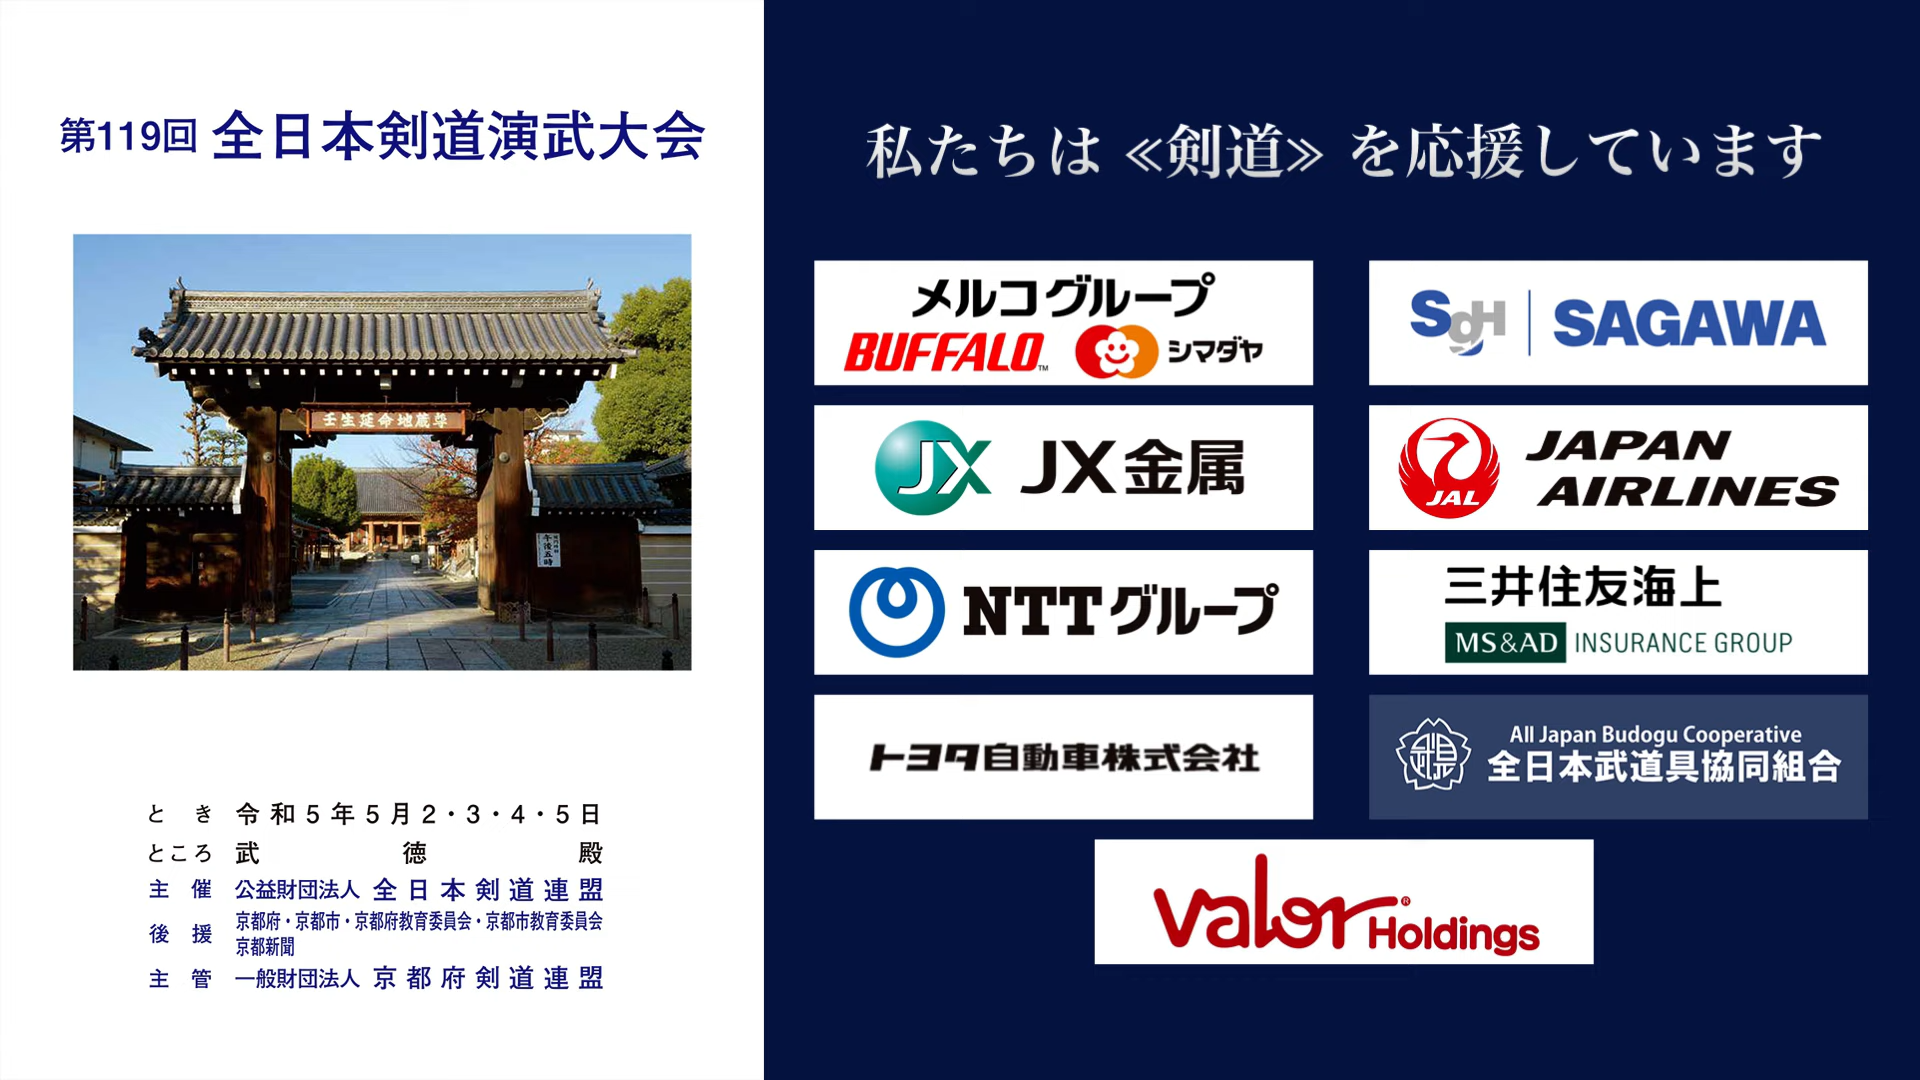 第119回 全日本剣道演武大会
壬生延命地蔵尊
午後五時
とき 令和5年5月2・3・4・5日
ところ 武徳殿
主催 公益財団法人 全日本剣道連盟
後援 京都府・京都市・京都府教育委員会・京都市教育委員会
京都新聞
主管 一般財団法人 京都府剣道連盟
私たちは≪剣道≫を応援しています
メルコグループ
BUFFALO™ シマダヤ
SGH SAGAWA
JX JX金属
JAL JAPAN
AIRLINES
NTTグループ
三井住友海上
MS&AD INSURANCE GROUP
トヨタ自動車株式会社
All Japan Budogu Cooperative
全日本武道具協同組合
valor® Holdings